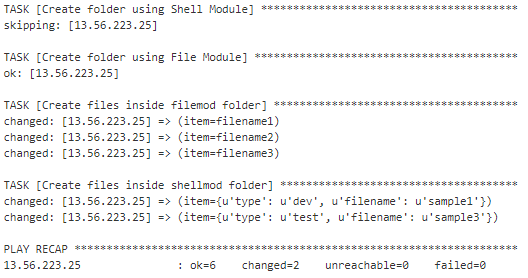 TASK [Create folder using Shell Module] ****************************************
skipping: [13.56.223.25]
TASK [Create folder using File Module] *****************************************
ok: [13.56.223.25]
TASK [Create files inside filemod folder] **************************************
changed: [13.56.223.25] => (item=filename1)
changed: [13.56.223.25] => (item=filename2)
changed: [13.56.223.25] => (item=filename3)
TASK [Create files inside shellmod folder] *************************************
changed: [13.56.223.25] => (item={u'type': u'dev', u'filename': u'sample1'})
changed: [13.56.223.25] => (item={u'type': u'test', u'filename': u'sample3'})
PLAY RECAP *********************************************************************
13.56.223.25 : ok=6 changed=2 unreachable=0 failed=0